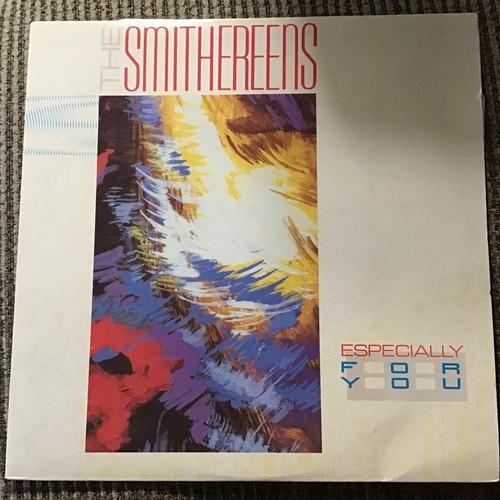 THE SMITHEREENS
ESPECIALLY
FOR
YOU